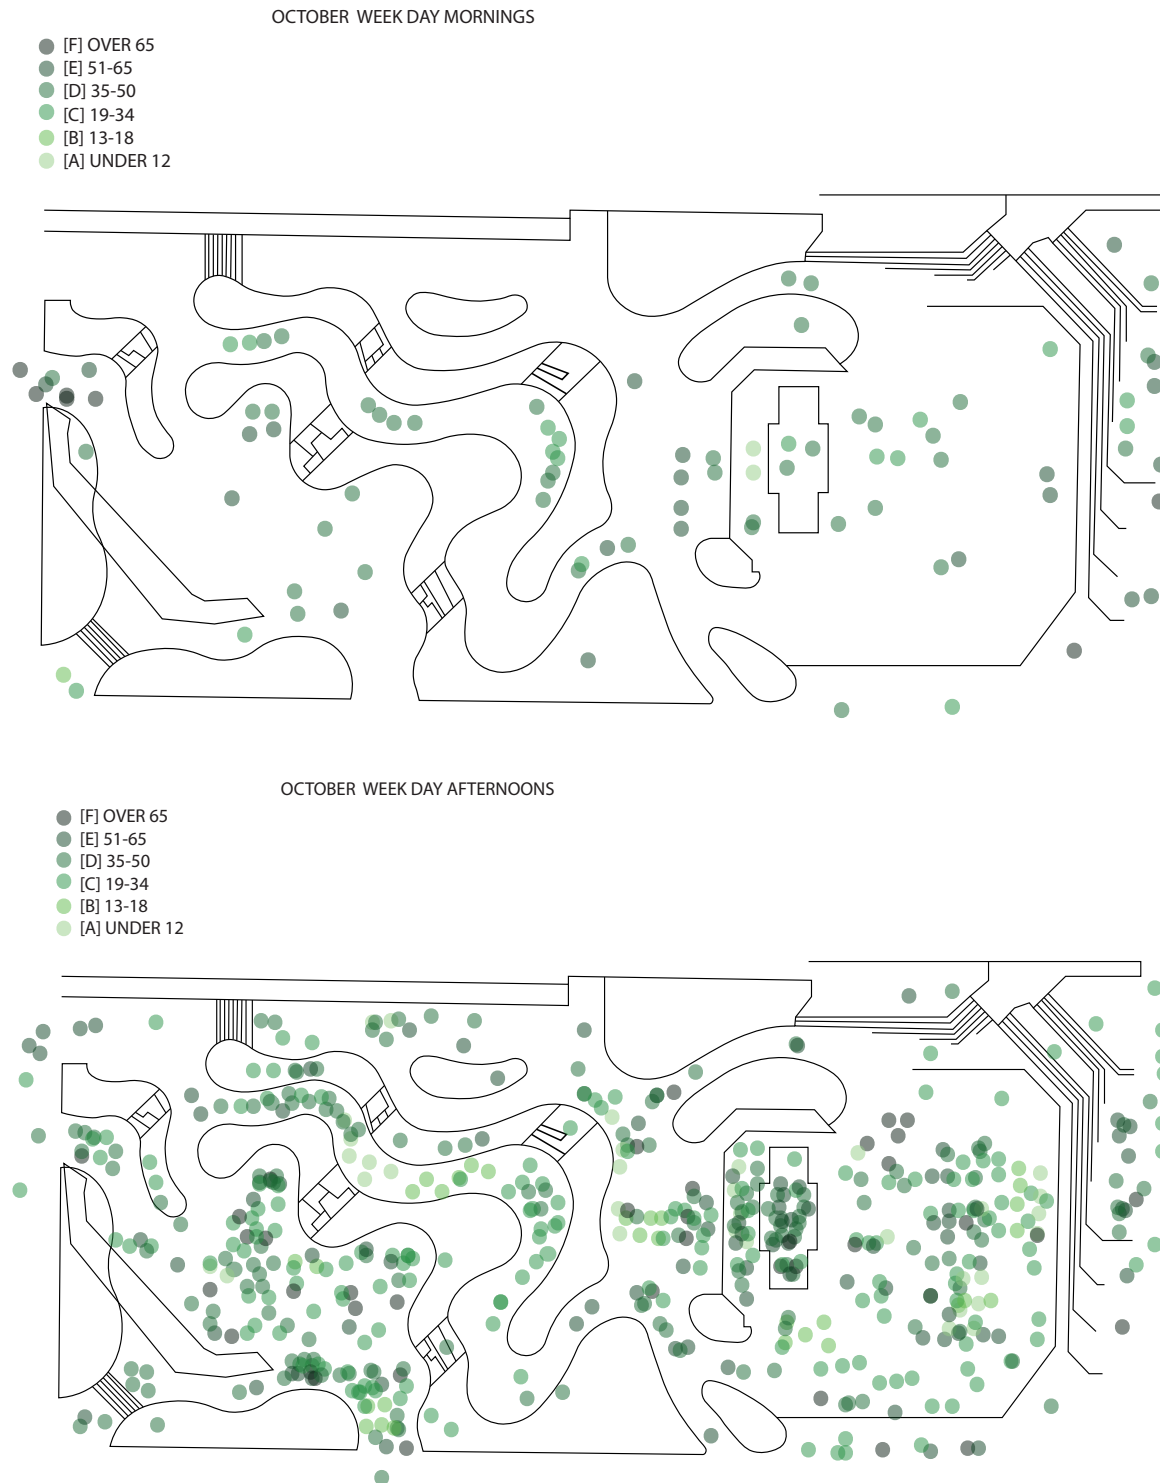 OCTOBER  WEEK DAY MORNINGS
[F] OVER 65
[E] 51-65
[D] 35-50
[C] 19-34
[B] 13-18
[A] UNDER 12
OCTOBER  WEEK DAY AFTERNOONS
[F] OVER 65
[E] 51-65
[D] 35-50
[C] 19-34
[B] 13-18
[A] UNDER 12